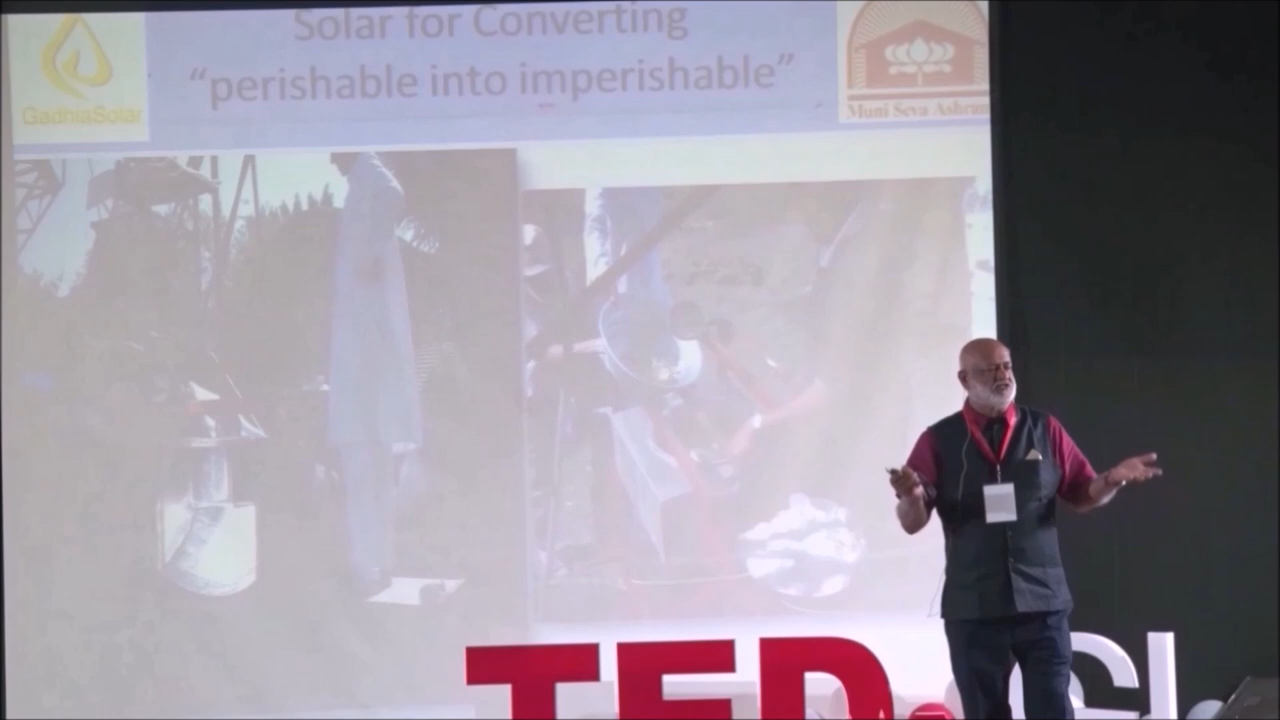 Solar for Converting
“perishable into imperishable”
GadhiaSolar
Muni Seva Ashram
TED